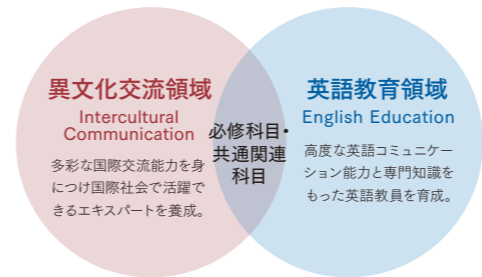 異文化交流領域
Intercultural
Communication
多彩な国際交流能力を身
につけ国際社会で活躍で
きるエキスパートを養成。
必修科目・
共通関連
科目
英語教育領域
English Education
高度な英語コミュニケー
ション能力と専門知識を
もった英語教員を育成。